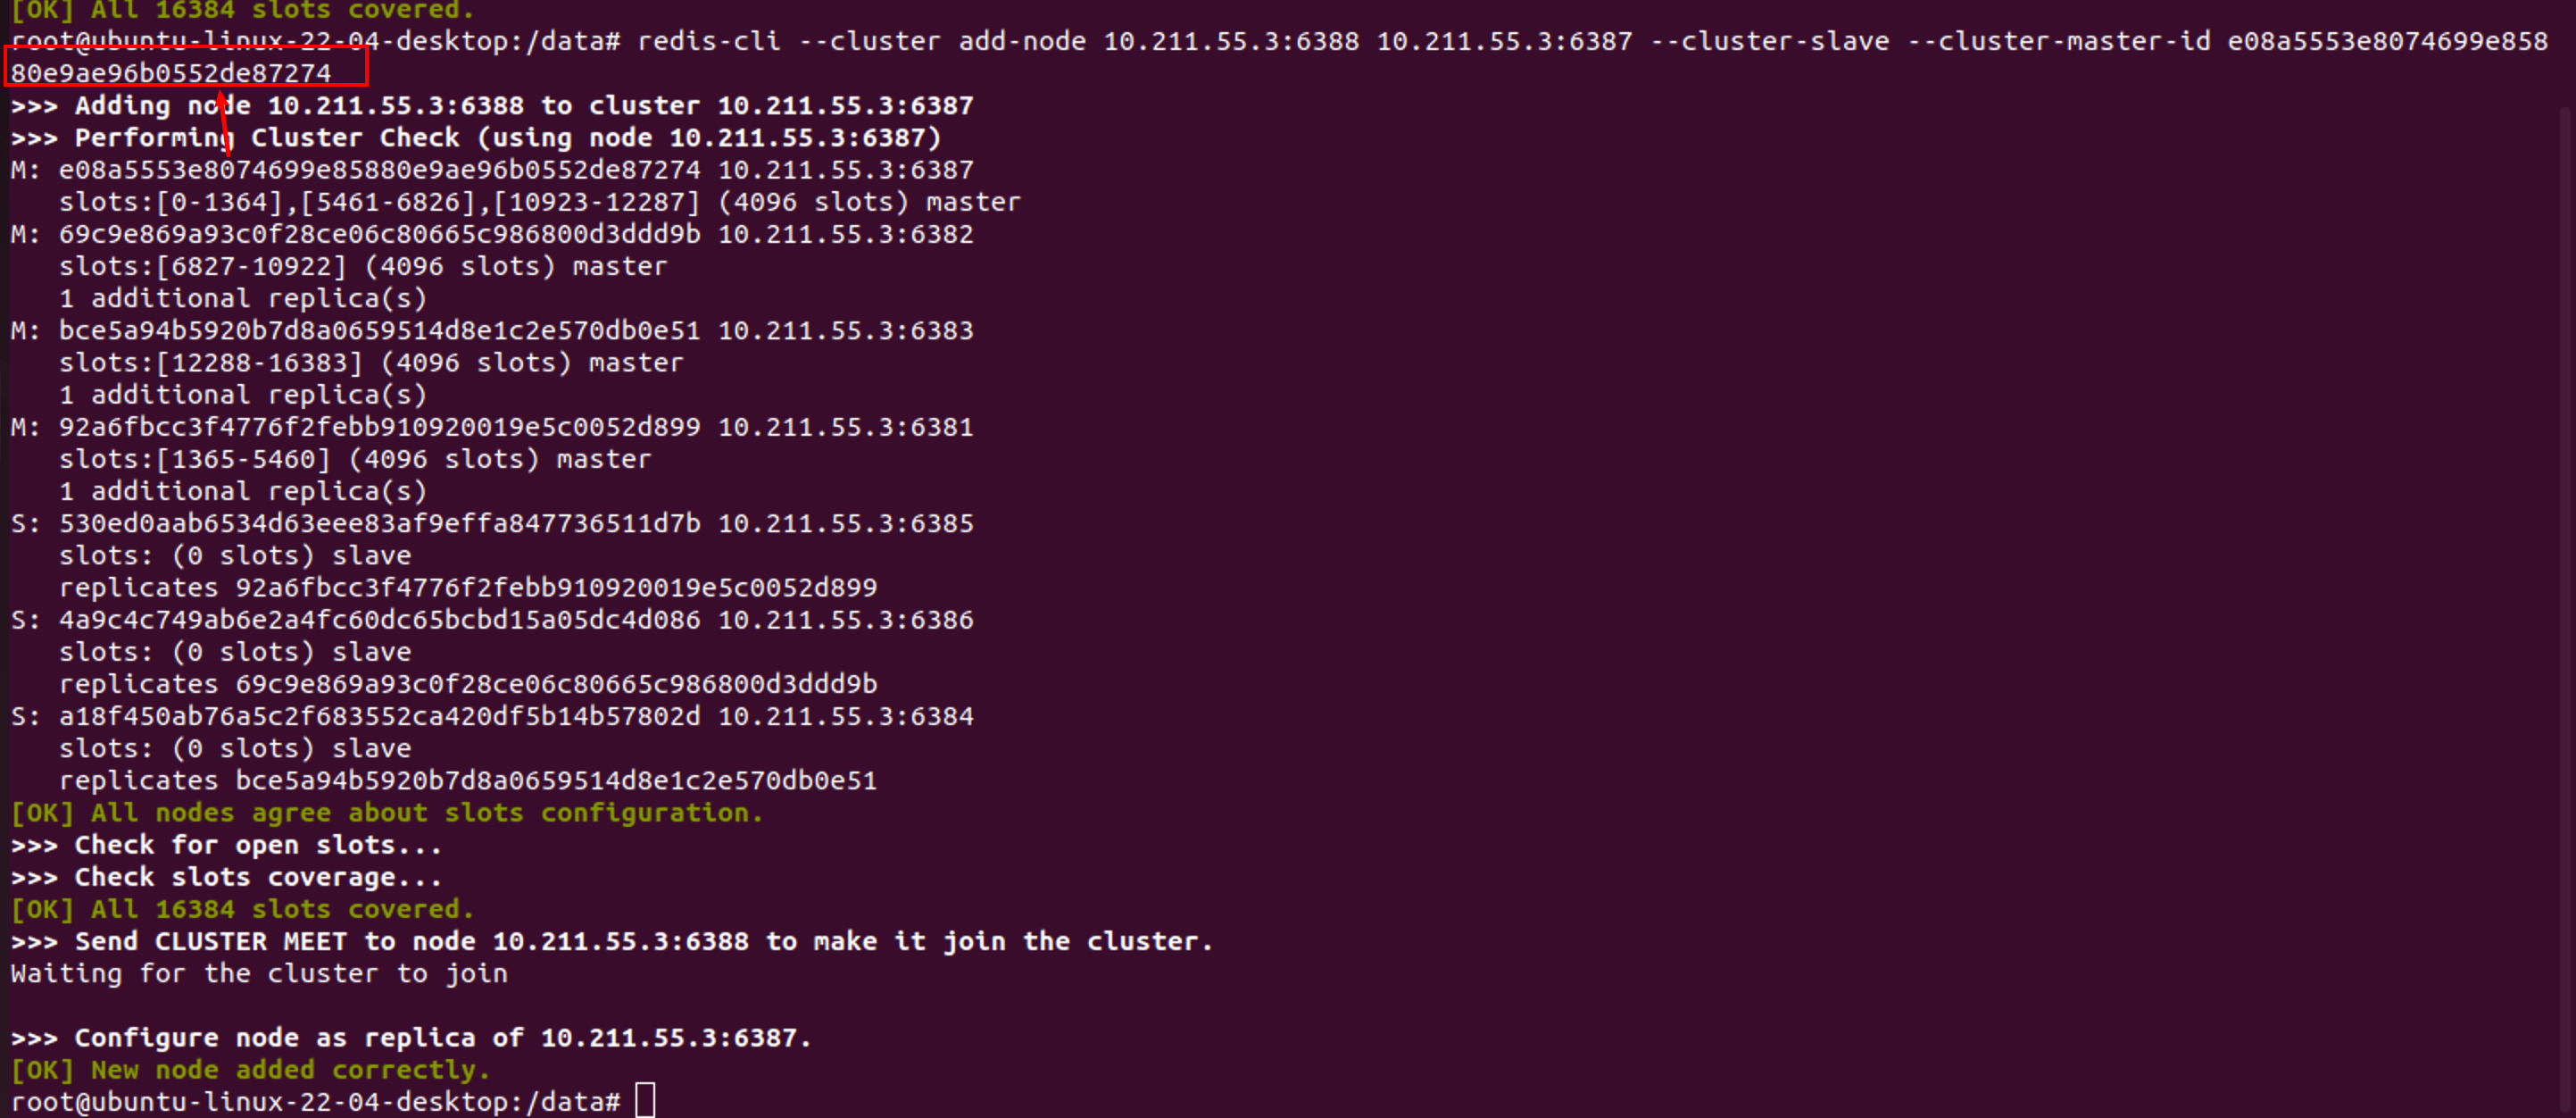 [OK] All 16384 slots covered.
root@ubuntu-linux-22-04-desktop:/data# redis-cli --cluster add-node 10.211.55.3:6388 10.211.55.3:6387 --cluster-slave --cluster-master-id e08a5553e8074699e858
80e9ae96b0552de87274
>>> Adding node 10.211.55.3:6388 to cluster 10.211.55.3:6387
>>> Performing Cluster Check (using node 10.211.55.3:6387)
M: e08a5553e8074699e85880e9ae96b0552de87274 10.211.55.3:6387
   slots:[0-1364],[5461-6826],[10923-12287] (4096 slots) master
M: 69c9e869a93c0f28ce06c80665c986800d3ddd9b 10.211.55.3:6382
   slots:[6827-10922] (4096 slots) master
   1 additional replica(s)
M: bce5a94b5920b7d8a0659514d8e1c2e570db0e51 10.211.55.3:6383
   slots:[12288-16383] (4096 slots) master
   1 additional replica(s)
M: 92a6fbcc3f4776f2febb910920019e5c0052d899 10.211.55.3:6381
   slots:[1365-5460] (4096 slots) master
   1 additional replica(s)
S: 530ed0aab6534d63eee83af9effa847736511d7b 10.211.55.3:6385
   slots: (0 slots) slave
   replicates 92a6fbcc3f4776f2febb910920019e5c0052d899
S: 4a9c4c749ab6e2a4fc60dc65bcbd15a05dc4d086 10.211.55.3:6386
   slots: (0 slots) slave
   replicates 69c9e869a93c0f28ce06c80665c986800d3ddd9b
S: a18f450ab76a5c2f683552ca420df5b14b57802d 10.211.55.3:6384
   slots: (0 slots) slave
   replicates bce5a94b5920b7d8a0659514d8e1c2e570db0e51
[OK] All nodes agree about slots configuration.
>>> Check for open slots...
>>> Check slots coverage...
[OK] All 16384 slots covered.
>>> Send CLUSTER MEET to node 10.211.55.3:6388 to make it join the cluster.
Waiting for the cluster to join
>>> Configure node as replica of 10.211.55.3:6387.
[OK] New node added correctly.
root@ubuntu-linux-22-04-desktop:/data#